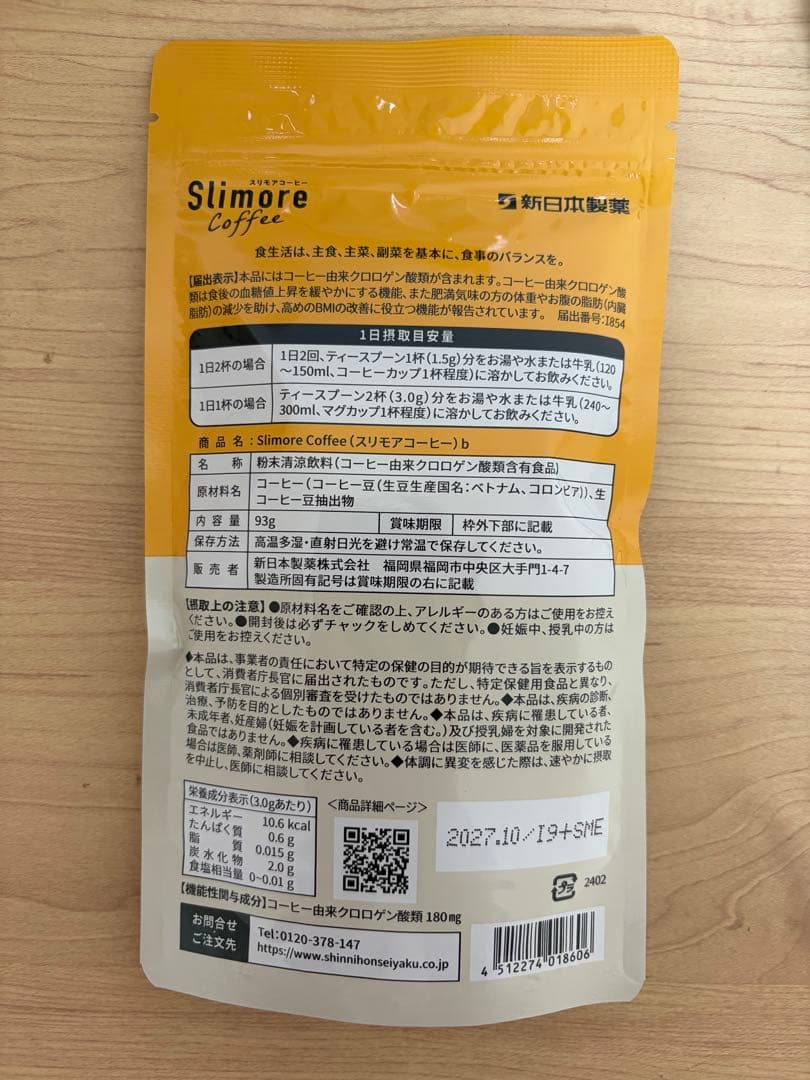 スリモアコーヒー
Slimore
Coffee
新日本製薬
食生活は、主食、主菜、副菜を基本に、食事のバランスを。
【届出表示】本品にはコーヒー由来クロロゲン酸類が含まれます。コーヒー由来クロロゲン酸
類は食後の血糖値上昇を緩やかにする機能、また肥満気味の方の体重やお腹の脂肪(内臓
脂肪)の減少を助け、高めのBMIの改善に役立つ機能が報告されています。 届出番号:I854
1日摂取目安量
1日2杯の場合 1日2回、ティースプーン1杯(1.5g)分をお湯や水または牛乳(120
~150ml、コーヒーカップ1杯程度)に溶かしてお飲みください。
1日1杯の場合 ティースプーン2杯(3.0g)分をお湯や水または牛乳(240~
300ml、マグカップ1杯程度)に溶かしてお飲みください。
商品名:Slimore Coffee(スリモアコーヒー)b
名称 粉末清涼飲料(コーヒー由来クロロゲン酸類含有食品)
原材料名 コーヒー(コーヒー豆(生豆生産国名:ベトナム、コロンビア))、生
コーヒー豆抽出物
内容量 93g 賞味期限 枠外下部に記載
保存方法 高温多湿・直射日光を避け常温で保存してください。
販売者 新日本製薬株式会社 福岡県福岡市中央区大手門1-4-7
製造所固有記号は賞味期限の右に記載
【摂取上の注意】●原材料名をご確認の上、アレルギーのある方はご使用をお控え
ください。●開封後は必ずチャックをしめてください。●妊娠中、授乳中の方は
ご使用をお控えください。
◆本品は、事業者の責任において特定の保健の目的が期待できる旨を表示するもの
として、消費者庁長官に届出されたものです。ただし、特定保健用食品と異なり、
消費者庁長官による個別審査を受けたものではありません。◆本品は、疾病の診断、
治療、予防を目的としたものではありません。◆本品は、疾病に罹患している者、
未成年者、妊産婦(妊娠を計画している者を含む。)及び授乳婦を対象に開発された
食品ではありません。◆疾病に罹患している場合は医師に、医薬品を服用している
場合は医師、薬剤師に相談してください。◆体調に異変を感じた際は、速やかに摂取
を中止し、医師に相談してください。
栄養成分表示(3.0gあたり)
エネルギー 10.6 kcal
たんぱく質 0.6 g
脂質 0.015 g
炭水化物 2.0 g
食塩相当量 0~0.01 g
<商品詳細ページ>
2027.10/I9+SME
プラ 2402
【機能性関与成分】コーヒー由来クロロゲン酸類 180mg
お問合せ
ご注文先
Tel:0120-378-147
https://www.shinnihonseiyaku.co.jp
4 512274 018606